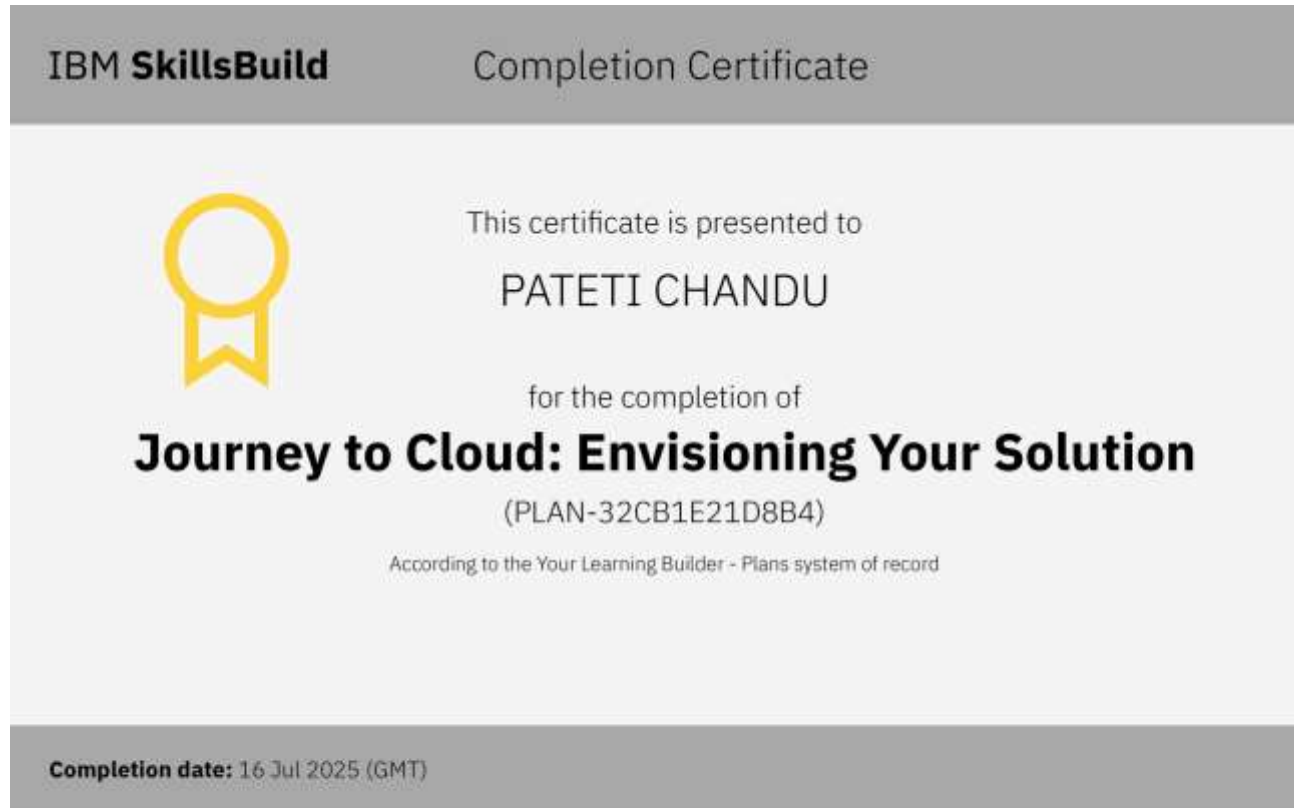 IBM SkillsBuild
Completion Certificate
This certificate is presented to
PATETI CHANDU
for the completion of
Journey to Cloud: Envisioning Your Solution
(PLAN-32CB1E21D8B4)
According to the Your Learning Builder - Plans system of record
Completion date: 16 Jul 2025 (GMT)